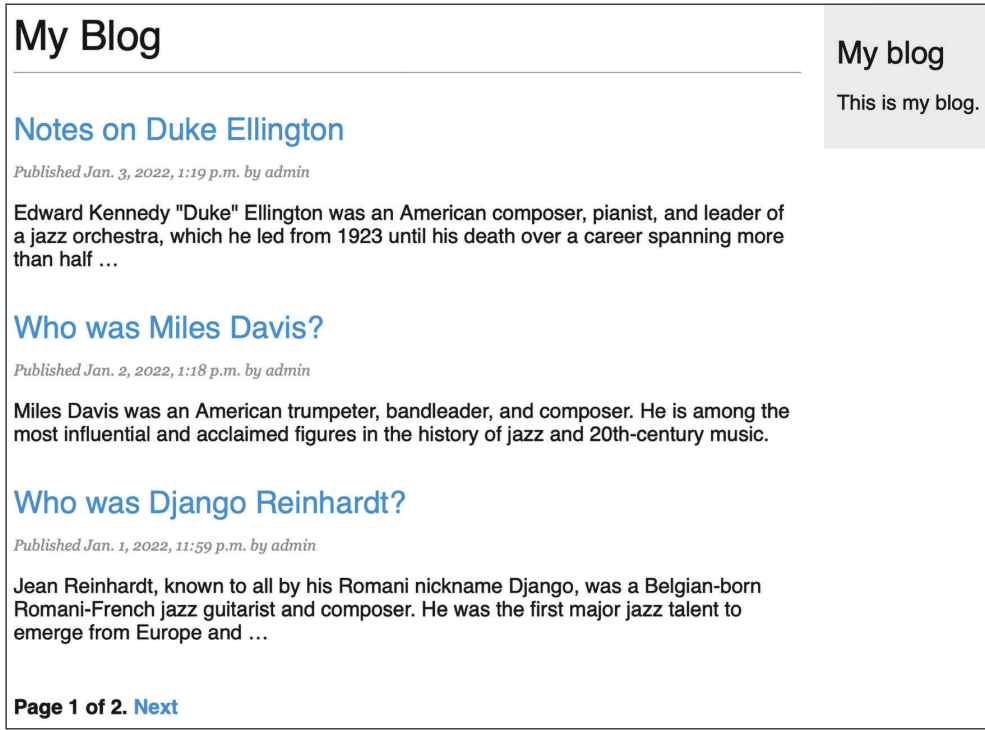 My Blog
Notes on Duke Ellington
Published Jan. 3, 2022, 1:19 p.m. by admin
Edward Kennedy "Duke" Ellington was an American composer, pianist, and leader of
a jazz orchestra, which he led from 1923 until his death over a career spanning more
than half …
Who was Miles Davis?
Published Jan. 2, 2022, 1:18 p.m. by admin
Miles Davis was an American trumpeter, bandleader, and composer. He is among the
most influential and acclaimed figures in the history of jazz and 20th-century music.
Who was Django Reinhardt?
Published Jan. 1, 2022, 11:59 p.m. by admin
Jean Reinhardt, known to all by his Romani nickname Django, was a Belgian-born
Romani-French jazz guitarist and composer. He was the first major jazz talent to
emerge from Europe and …
Page 1 of 2. Next
My blog
This is my blog.